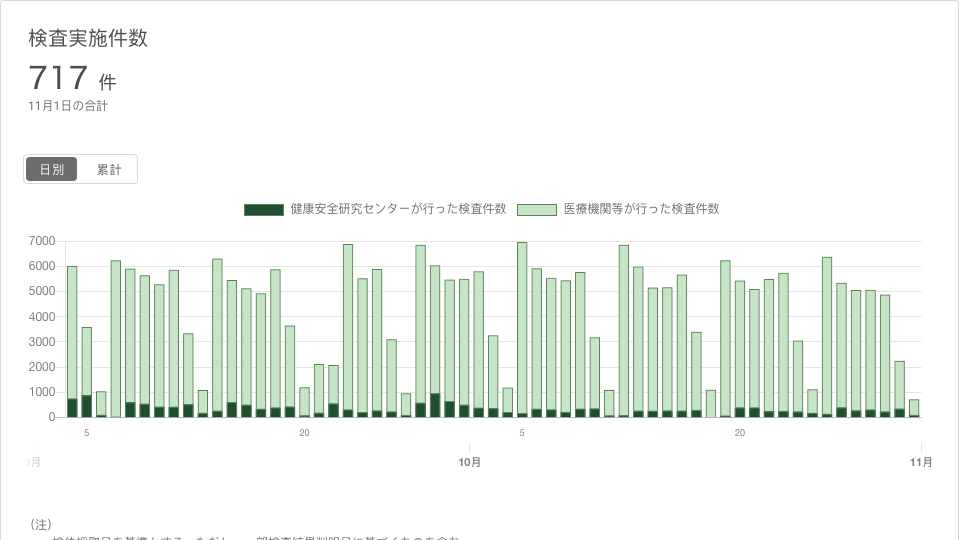 検査実施件数
717 件
11月1日の合計
日別 累計
健康安全研究センターが行った検査件数 医療機関等が行った検査件数
7000
6000
5000
4000
3000
2000
1000
0
5 20 5 20
月 10月 11月
（注）